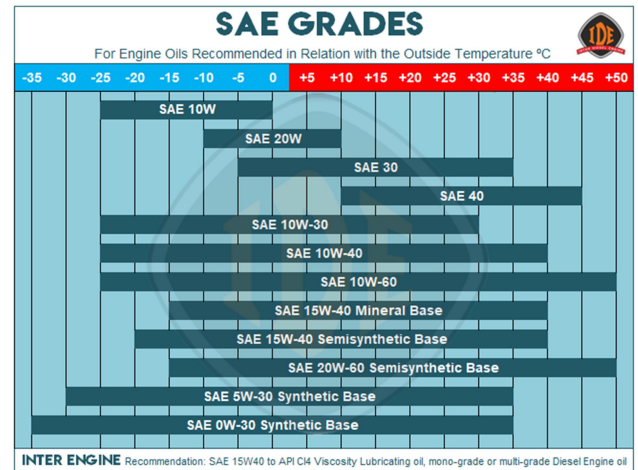 SAE GRADES
IDE
INTER DIESEL ENGINE
For Engine Oils Recommended in Relation with the Outside Temperature ºC
-35 -30 -25 -20 -15 -10 -5 0 +5 +10 +15 +20 +25 +30 +35 +40 +45 +50
SAE 10W
SAE 20W
SAE 30
SAE 40
SAE 10W-30
SAE 10W-40
SAE 10W-60
SAE 15W-40 Mineral Base
SAE 15W-40 Semisynthetic Base
SAE 20W-60 Semisynthetic Base
SAE 5W-30 Synthetic Base
SAE 0W-30 Synthetic Base
INTER ENGINE Recommendation: SAE 15W40 to API CI4 Viscosity Lubricating oil, mono-grade or multi-grade Diesel Engine oil